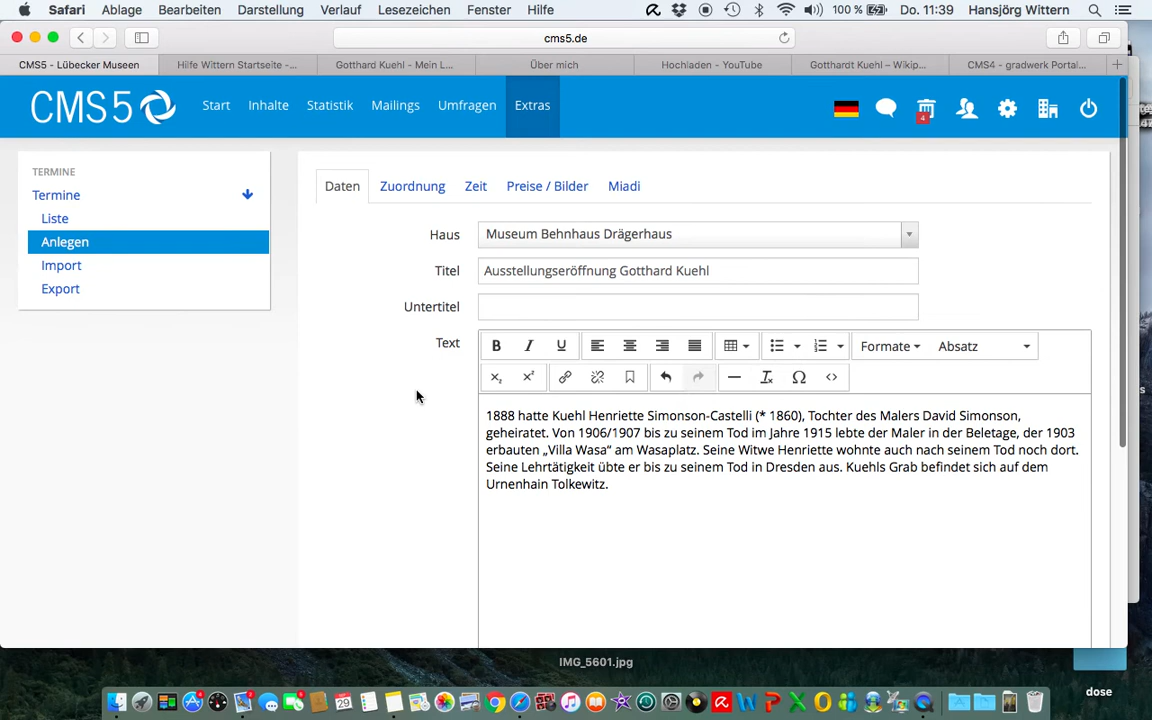 Safari Ablage Bearbeiten Darstellung Verlauf Lesezeichen Fenster Hilfe 100 % Do. 11:39 Hansjörg Wittern
cms5.de
CMS5 - Lübecker Museen Hilfe Wittern Startseite -... Gotthard Kuehl - Mein L... Über mich Hochladen - YouTube Gotthardt Kuehl – Wikip... CMS4 - gradwerk Portal...
CMS5 Start Inhalte Statistik Mailings Umfragen Extras
4
TERMINE
Termine
Liste
Anlegen
Import
Export
Daten Zuordnung Zeit Preise / Bilder Miadi
Haus Museum Behnhaus Drägerhaus
Titel Ausstellungseröffnung Gotthard Kuehl
Untertitel
Text
B I U Formate Absatz
x₂ x² Ω <>
1888 hatte Kuehl Henriette Simonson-Castelli (* 1860), Tochter des Malers David Simonson,
geheiratet. Von 1906/1907 bis zu seinem Tod im Jahre 1915 lebte der Maler in der Beletage, der 1903
erbauten „Villa Wasa“ am Wasaplatz. Seine Witwe Henriette wohnte auch nach seinem Tod noch dort.
Seine Lehrtätigkeit übte er bis zu seinem Tod in Dresden aus. Kuehls Grab befindet sich auf dem
Urnenhain Tolkewitz.
IMG_5601.jpg
dose